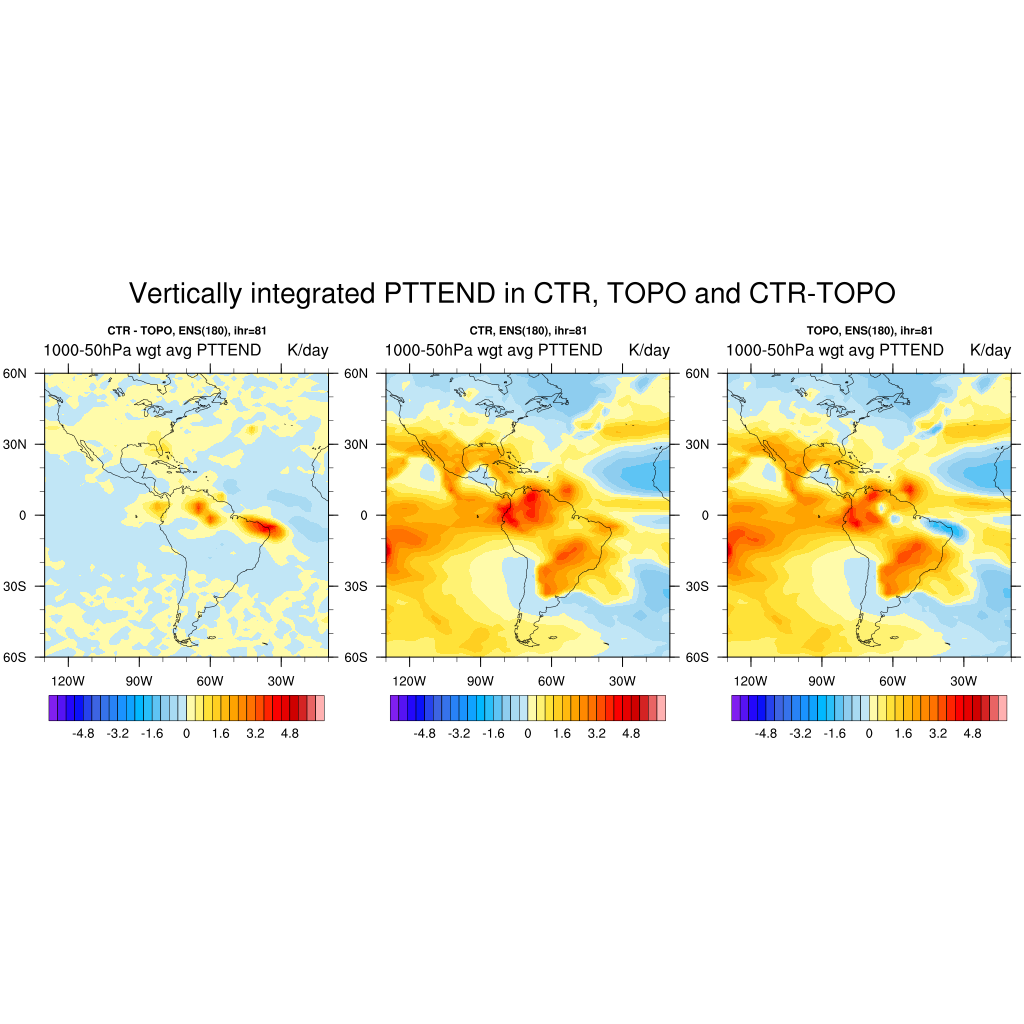 Vertically integrated PTTEND in CTR, TOPO and CTR-TOPO
CTR - TOPO, ENS(180), ihr=81
1000-50hPa wgt avg PTTEND K/day
60N
30N
0
30S
60S
120W 90W 60W 30W
-4.8 -3.2 -1.6 0 1.6 3.2 4.8
CTR, ENS(180), ihr=81
1000-50hPa wgt avg PTTEND K/day
60N
30N
0
30S
60S
120W 90W 60W 30W
-4.8 -3.2 -1.6 0 1.6 3.2 4.8
TOPO, ENS(180), ihr=81
1000-50hPa wgt avg PTTEND K/day
60N
30N
0
30S
60S
120W 90W 60W 30W
-4.8 -3.2 -1.6 0 1.6 3.2 4.8